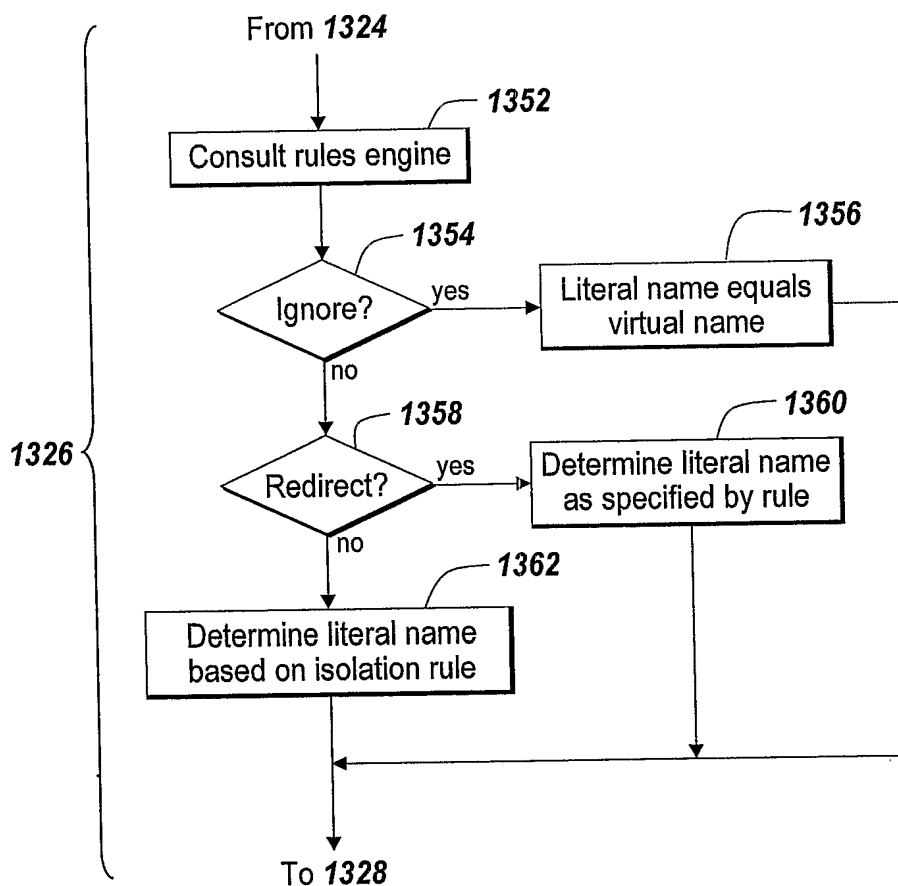 From 1324
1352
Consult rules engine
1354
1356
Ignore?
yes
Literal name equals
virtual name
no
1358
1360
1326
Redirect?
yes
Determine literal name
as specified by rule
no
1362
Determine literal name
based on isolation rule
To 1328